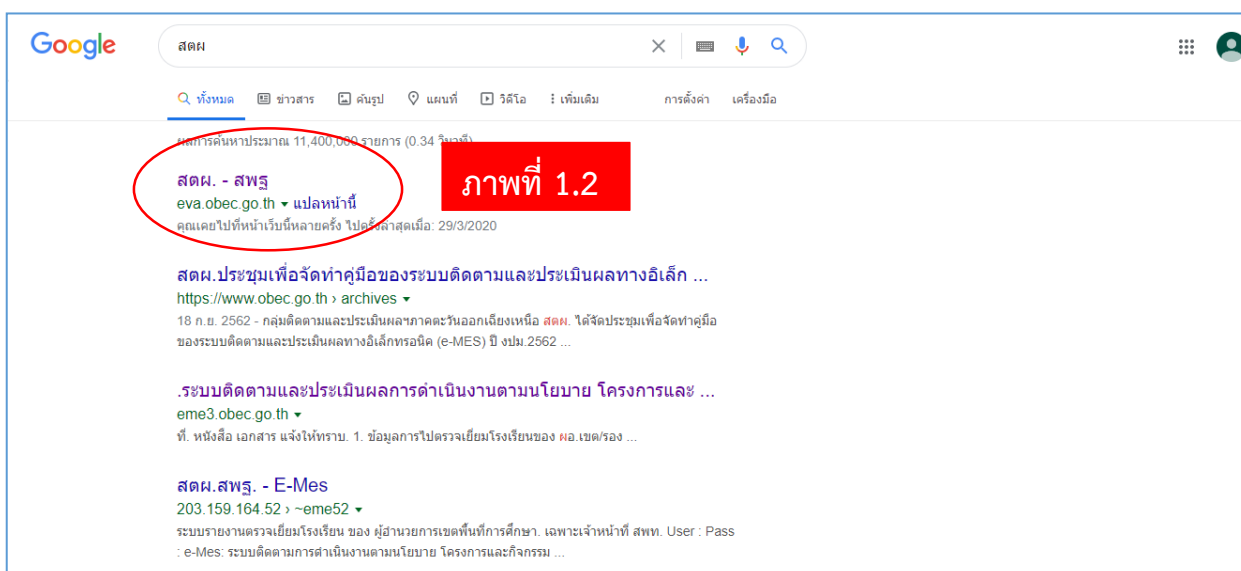 Google
สตผ
ทั้งหมด ข่าวสาร ค้นรูป แผนที่ วิดีโอ เพิ่มเติม การตั้งค่า เครื่องมือ
ผลการค้นหาประมาณ 11,400,000 รายการ (0.34 วินาที)
สตผ. - สพฐ
eva.obec.go.th ▾ แปลหน้านี้
คุณเคยไปที่หน้าเว็บนี้หลายครั้ง ไปครั้งล่าสุดเมื่อ: 29/3/2020
ภาพที่ 1.2
สตผ.ประชุมเพื่อจัดทำคู่มือของระบบติดตามและประเมินผลทางอิเล็ก ...
https://www.obec.go.th › archives ▾
18 ก.ย. 2562 - กลุ่มติดตามและประเมินผลฯภาคตะวันออกเฉียงเหนือ สตผ. ได้จัดประชุมเพื่อจัดทำคู่มือ
ของระบบติดตามและประเมินผลทางอิเล็กทรอนิค (e-MES) ปี งปม.2562 ...
.ระบบติดตามและประเมินผลการดำเนินงานตามนโยบาย โครงการและ ...
eme3.obec.go.th ▾
ที่. หนังสือ เอกสาร แจ้งให้ทราบ. 1. ข้อมูลการไปตรวจเยี่ยมโรงเรียนของ ผอ.เขต/รอง ...
สตผ.สพฐ. - E-Mes
203.159.164.52 › ~eme52 ▾
ระบบรายงานตรวจเยี่ยมโรงเรียน ของ ผู้อำนวยการเขตพื้นที่การศึกษา. เฉพาะเจ้าหน้าที่ สพท. User : Pass
: e-Mes: ระบบติดตามการดำเนินงานตามนโยบาย โครงการและกิจกรรม ...